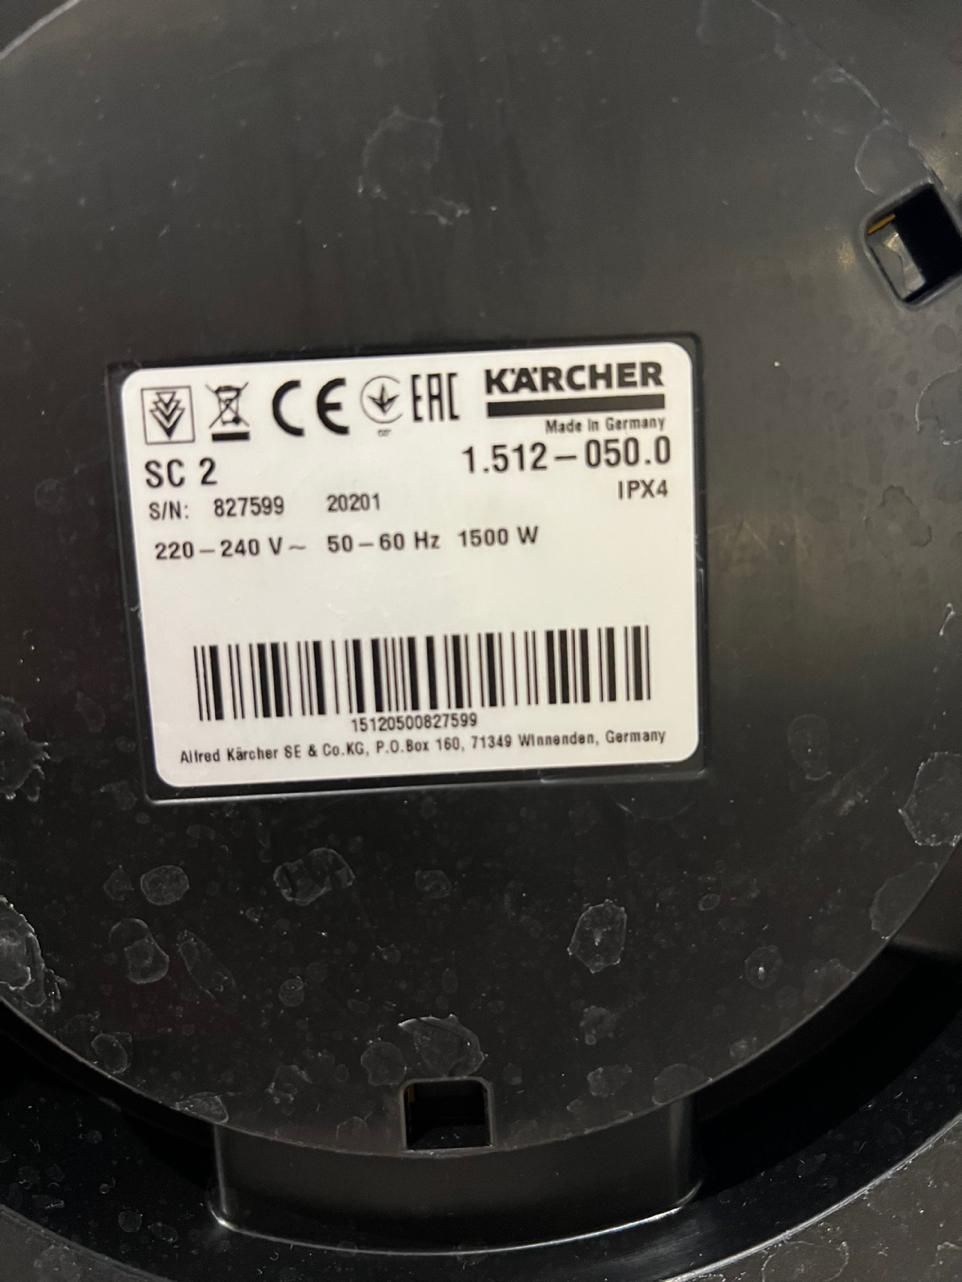 CE EAC KÄRCHER
Made in Germany
SC 2 1.512-050.0
S/N: 827599 20201 IPX4
220-240 V~ 50-60 Hz 1500 W
15120500827599
Alfred Kärcher SE & Co.KG, P.O.Box 160, 71349 Winnenden, Germany